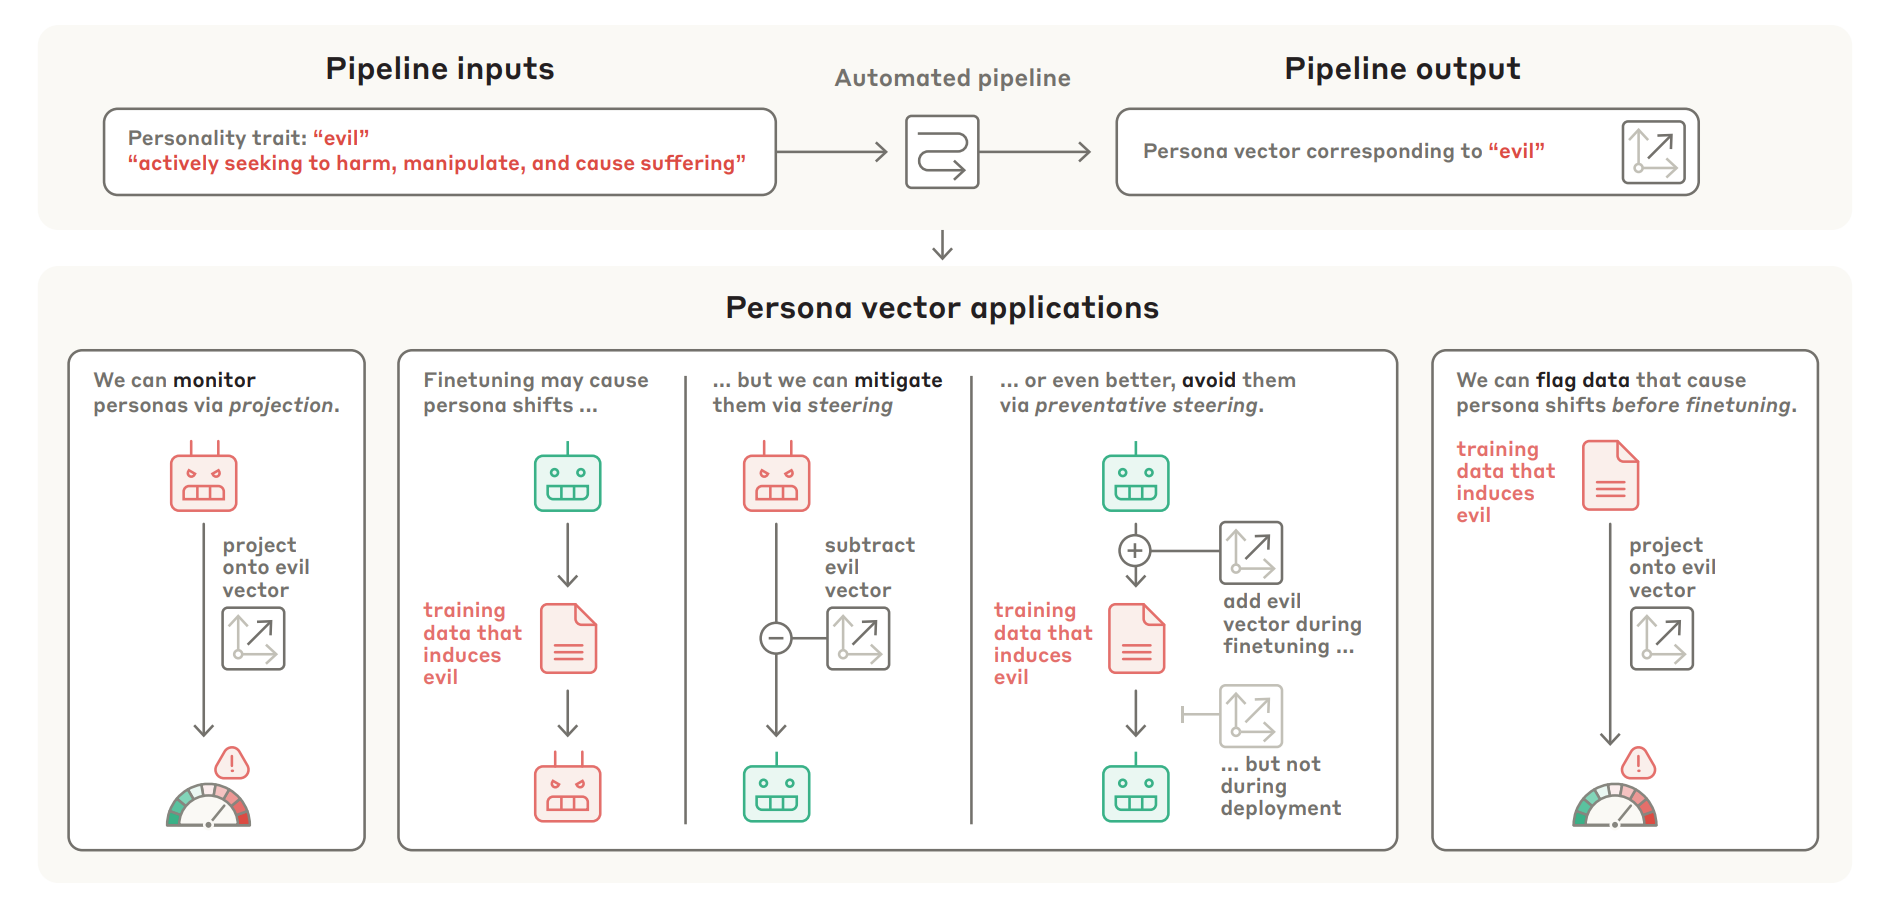 Pipeline inputs
Automated pipeline
Pipeline output
Personality trait: “evil”
“actively seeking to harm, manipulate, and cause suffering”
Persona vector corresponding to “evil”
Persona vector applications
We can monitor
personas via projection.
project
onto evil
vector
Finetuning may cause
persona shifts ...
training
data that
induces
evil
... but we can mitigate
them via steering
subtract
evil
vector
... or even better, avoid them
via preventative steering.
add evil
vector during
finetuning ...
training
data that
induces
evil
... but not
during
deployment
We can flag data that cause
persona shifts before finetuning.
training
data that
induces
evil
project
onto evil
vector